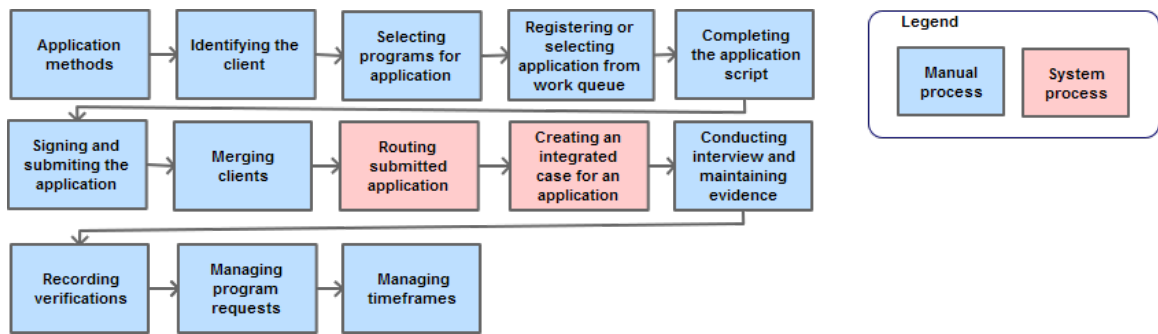 Application
methods
Identifying the
client
Selecting
programs for
application
Registering or
selecting
application from
work queue
Completing
the application
script
Legend
Manual
process
System
process
Signing and
submiting the
application
Merging
clients
Routing
submitted
application
Creating an
integrated
case for an
application
Conducting
interview and
maintaining
evidence
Recording
verifications
Managing
program
requests
Managing
timeframes